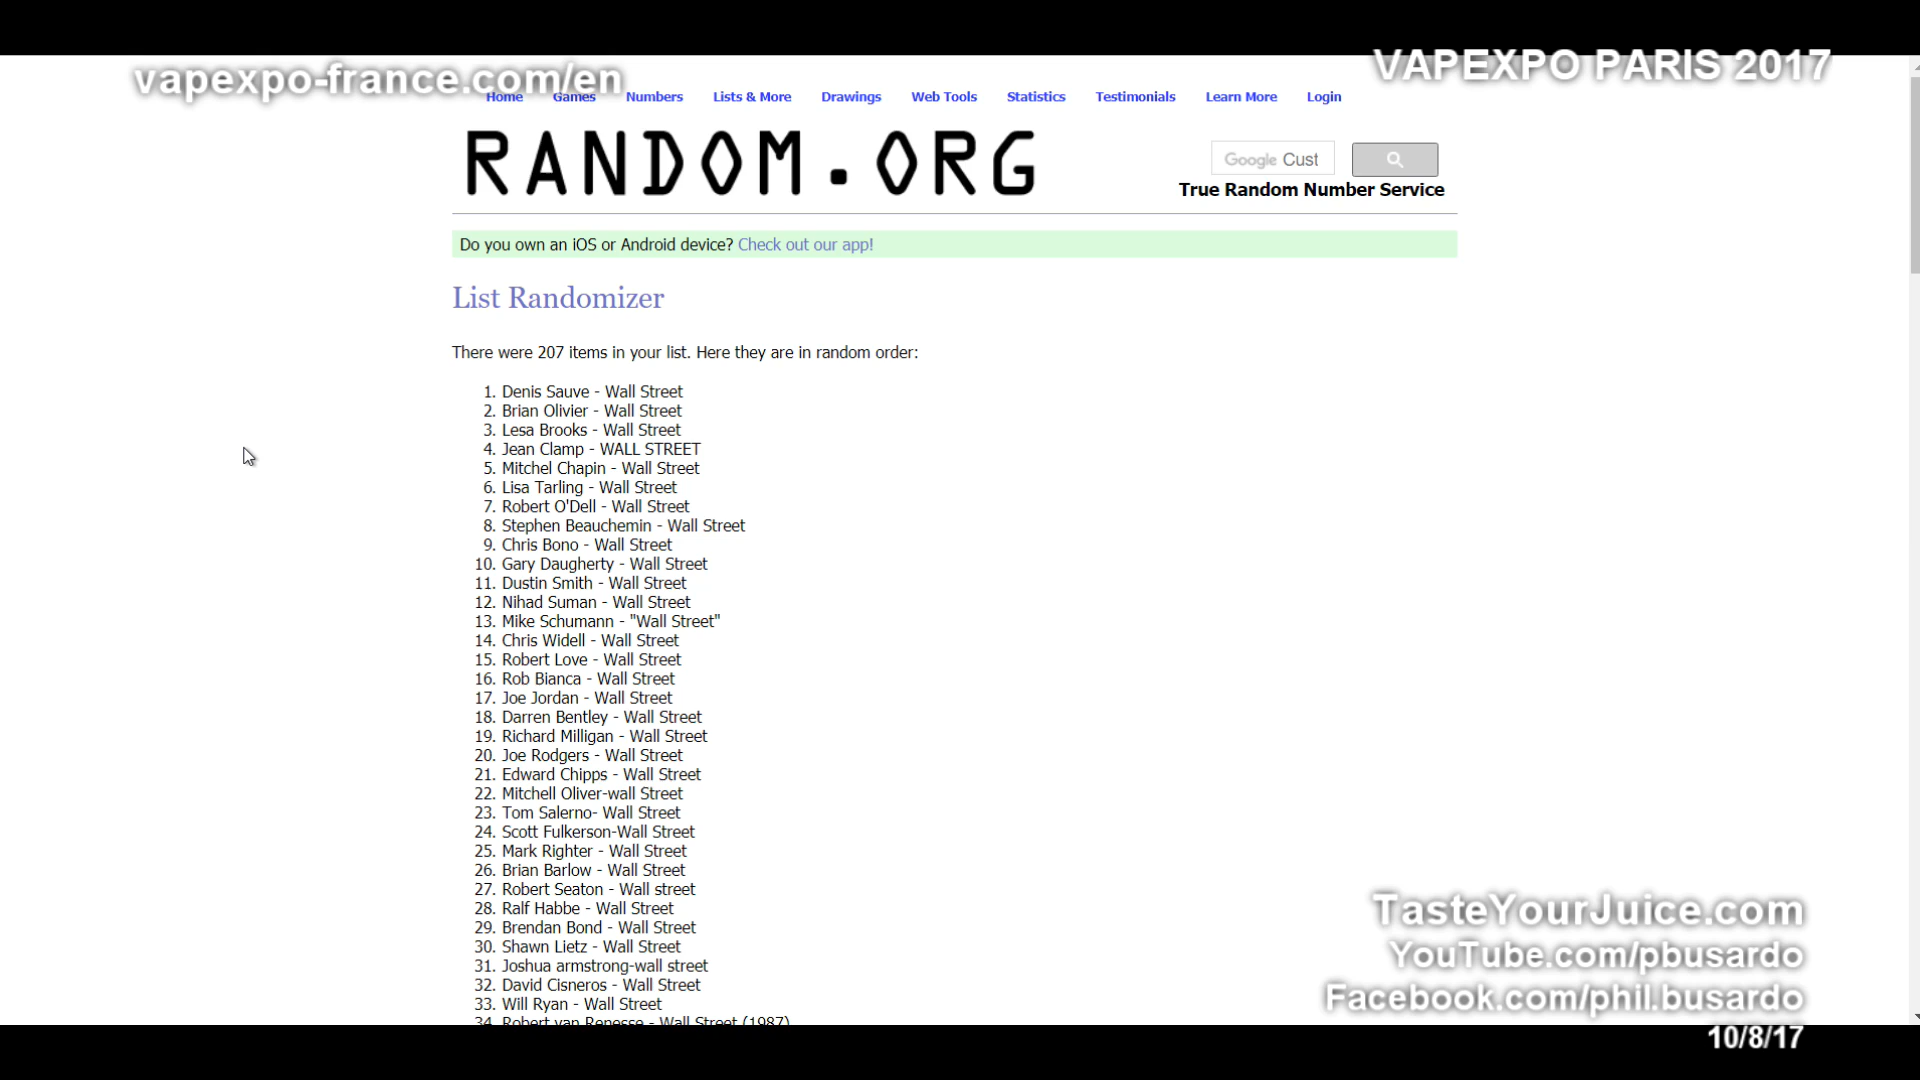 vapexpo-france.com/en
VAPEXPO PARIS 2017
Home Games Numbers Lists & More Drawings Web Tools Statistics Testimonials Learn More Login
RANDOM.ORG
Google Cust
True Random Number Service
Do you own an iOS or Android device? Check out our app!
List Randomizer
There were 207 items in your list. Here they are in random order:
1. Denis Sauve - Wall Street
2. Brian Olivier - Wall Street
3. Lesa Brooks - Wall Street
4. Jean Clamp - WALL STREET
5. Mitchel Chapin - Wall Street
6. Lisa Tarling - Wall Street
7. Robert O'Dell - Wall Street
8. Stephen Beauchemin - Wall Street
9. Chris Bono - Wall Street
10. Gary Daugherty - Wall Street
11. Dustin Smith - Wall Street
12. Nihad Suman - Wall Street
13. Mike Schumann - "Wall Street"
14. Chris Widell - Wall Street
15. Robert Love - Wall Street
16. Rob Bianca - Wall Street
17. Joe Jordan - Wall Street
18. Darren Bentley - Wall Street
19. Richard Milligan - Wall Street
20. Joe Rodgers - Wall Street
21. Edward Chipps - Wall Street
22. Mitchell Oliver-wall Street
23. Tom Salerno- Wall Street
24. Scott Fulkerson-Wall Street
25. Mark Righter - Wall Street
26. Brian Barlow - Wall Street
27. Robert Seaton - Wall street
28. Ralf Habbe - Wall Street
29. Brendan Bond - Wall Street
30. Shawn Lietz - Wall Street
31. Joshua armstrong-wall street
32. David Cisneros - Wall Street
33. Will Ryan - Wall Street
34. Robert van Renesse - Wall Street (1987)
TasteYourJuice.com
YouTube.com/pbusardo
Facebook.com/phil.busardo
10/8/17